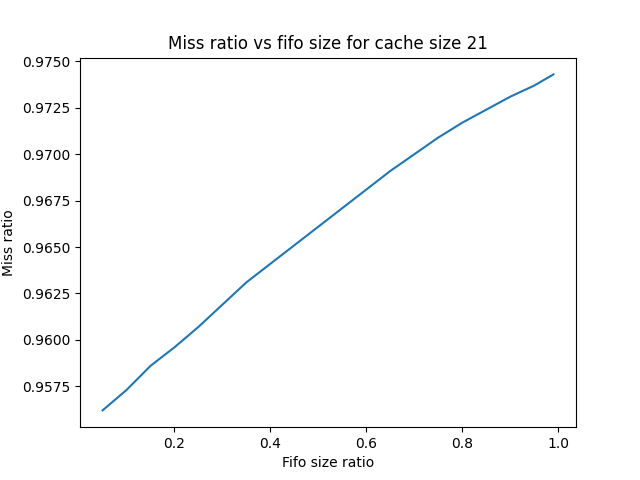 Miss ratio vs fifo size for cache size 21
0.9750
0.9725
0.9700
0.9675
0.9650
0.9625
0.9600
0.9575
Miss ratio
0.2 0.4 0.6 0.8 1.0
Fifo size ratio